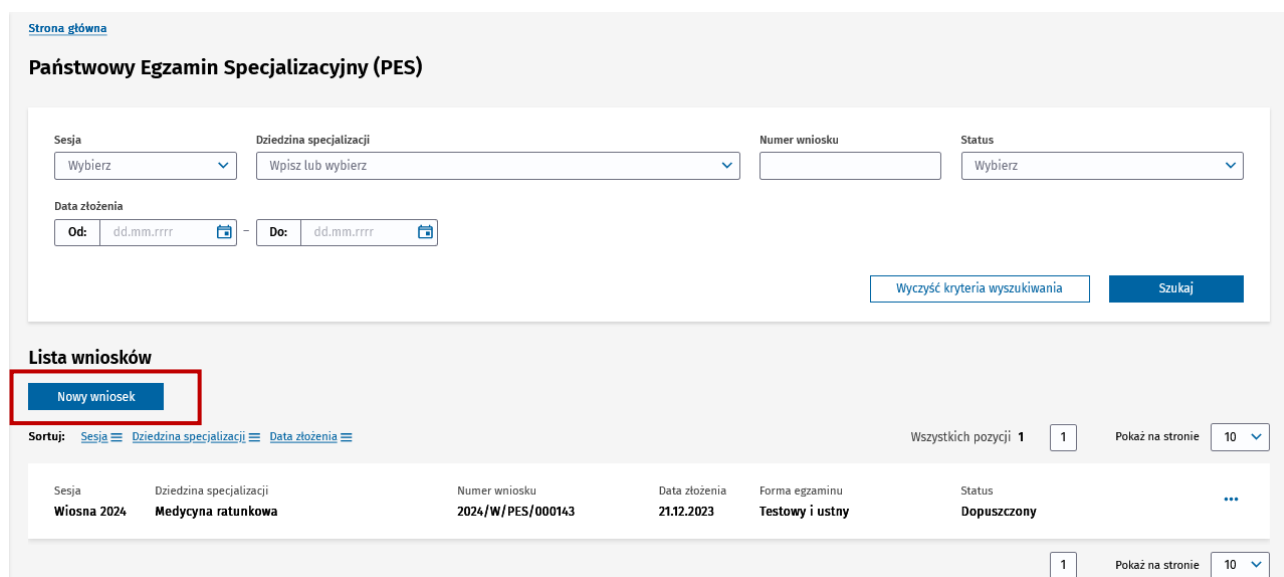 Strona główna
Państwowy Egzamin Specjalizacyjny (PES)
Sesja Dziedzina specjalizacji Numer wniosku Status
Wybierz Wpisz lub wybierz Wybierz
Data złożenia
Od: dd.mm.rrrr – Do: dd.mm.rrrr
Wyczyść kryteria wyszukiwania Szukaj
Lista wniosków
Nowy wniosek
Sortuj: Sesja Dziedzina specjalizacji Data złożenia Wszystkich pozycji 1 1 Pokaż na stronie 10
Sesja Dziedzina specjalizacji Numer wniosku Data złożenia Forma egzaminu Status
Wiosna 2024 Medycyna ratunkowa 2024/W/PES/000143 21.12.2023 Testowy i ustny Dopuszczony
1 Pokaż na stronie 10